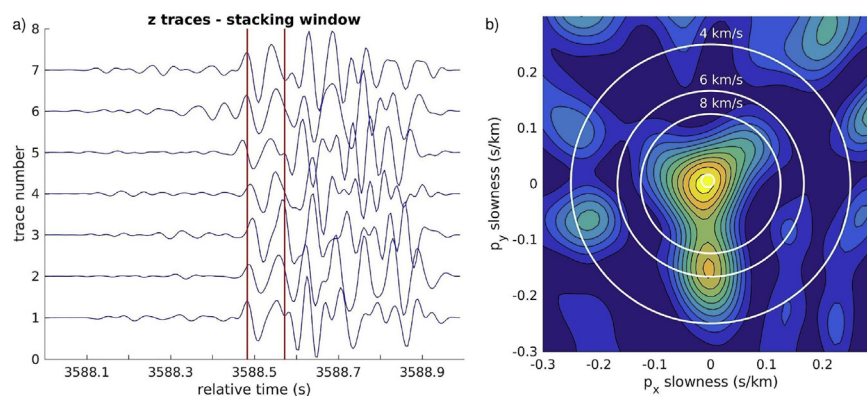 a)
z traces - stacking window
8
7
6
5
4
3
2
1
0
trace number
3588.1 3588.3 3588.5 3588.7 3588.9
relative time (s)
b)
4 km/s
6 km/s
8 km/s
0.2
0.1
0
-0.1
-0.2
-0.3
p_y slowness (s/km)
-0.3 -0.2 -0.1 0 0.1 0.2
p_x slowness (s/km)